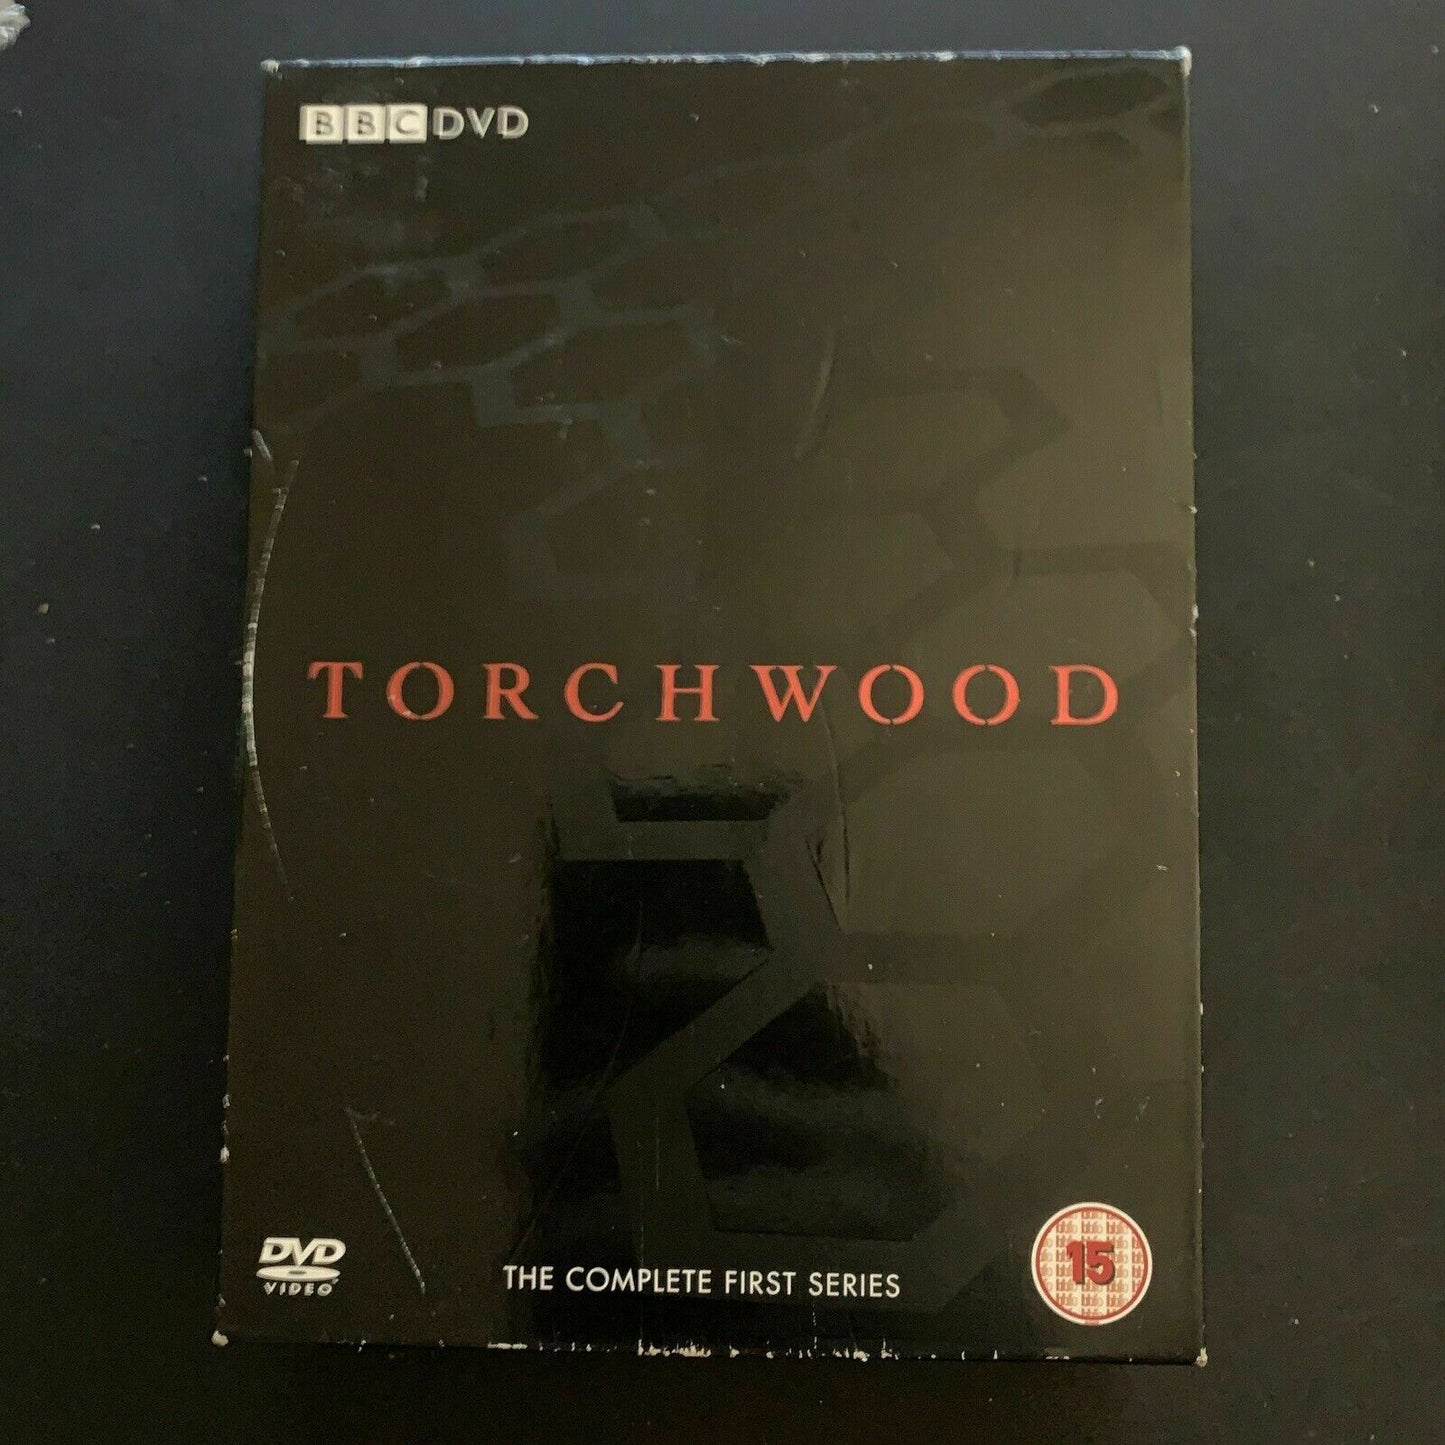 BBC DVD
TORCHWOOD
DVD
VIDEO
THE COMPLETE FIRST SERIES
15